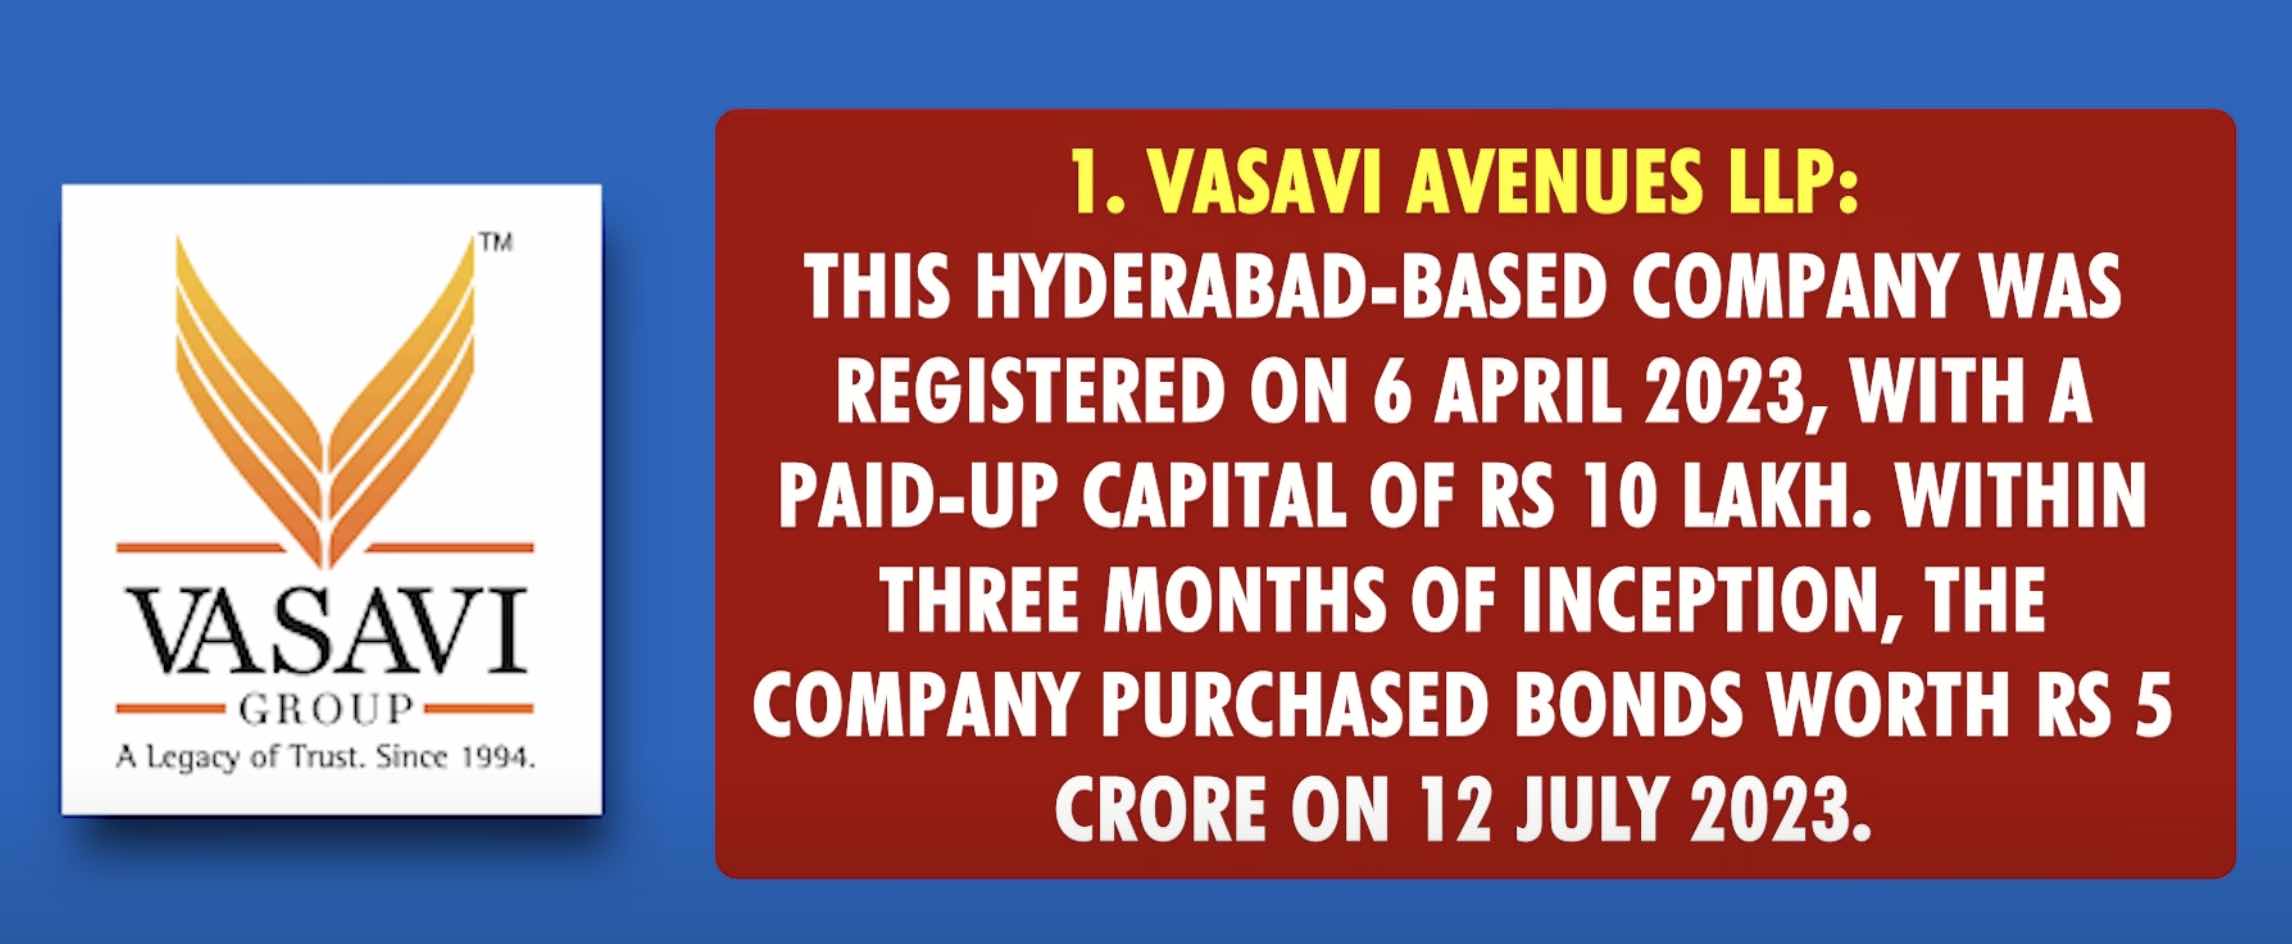 TM
VASAVI
GROUP
A Legacy of Trust. Since 1994.
1. VASAVI AVENUES LLP:
THIS HYDERABAD-BASED COMPANY WAS
REGISTERED ON 6 APRIL 2023, WITH A
PAID-UP CAPITAL OF RS 10 LAKH. WITHIN
THREE MONTHS OF INCEPTION, THE
COMPANY PURCHASED BONDS WORTH RS 5
CRORE ON 12 JULY 2023.